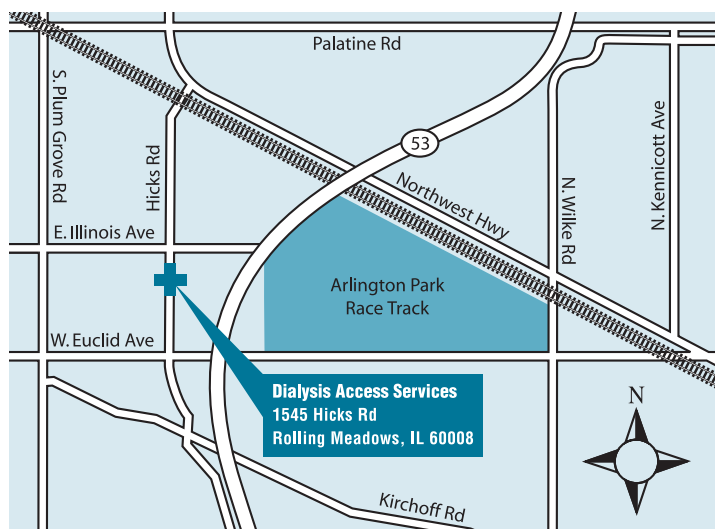 Palatine Rd
S. Plum Grove Rd
Hicks Rd
53
Northwest Hwy
N. Wilke Rd
N. Kennicott Ave
E. Illinois Ave
Arlington Park
Race Track
W. Euclid Ave
Dialysis Access Services
1545 Hicks Rd
Rolling Meadows, IL 60008
N
Kirchoff Rd